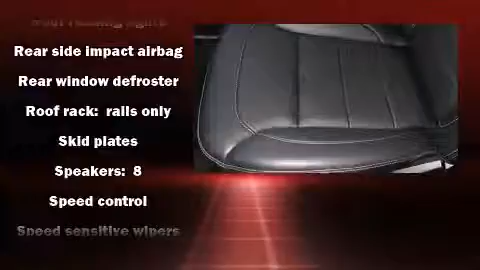 Rear side impact airbag
Rear window defroster
Roof rack: rails only
Skid plates
Speakers: 8
Speed control
Speed sensitive wipers